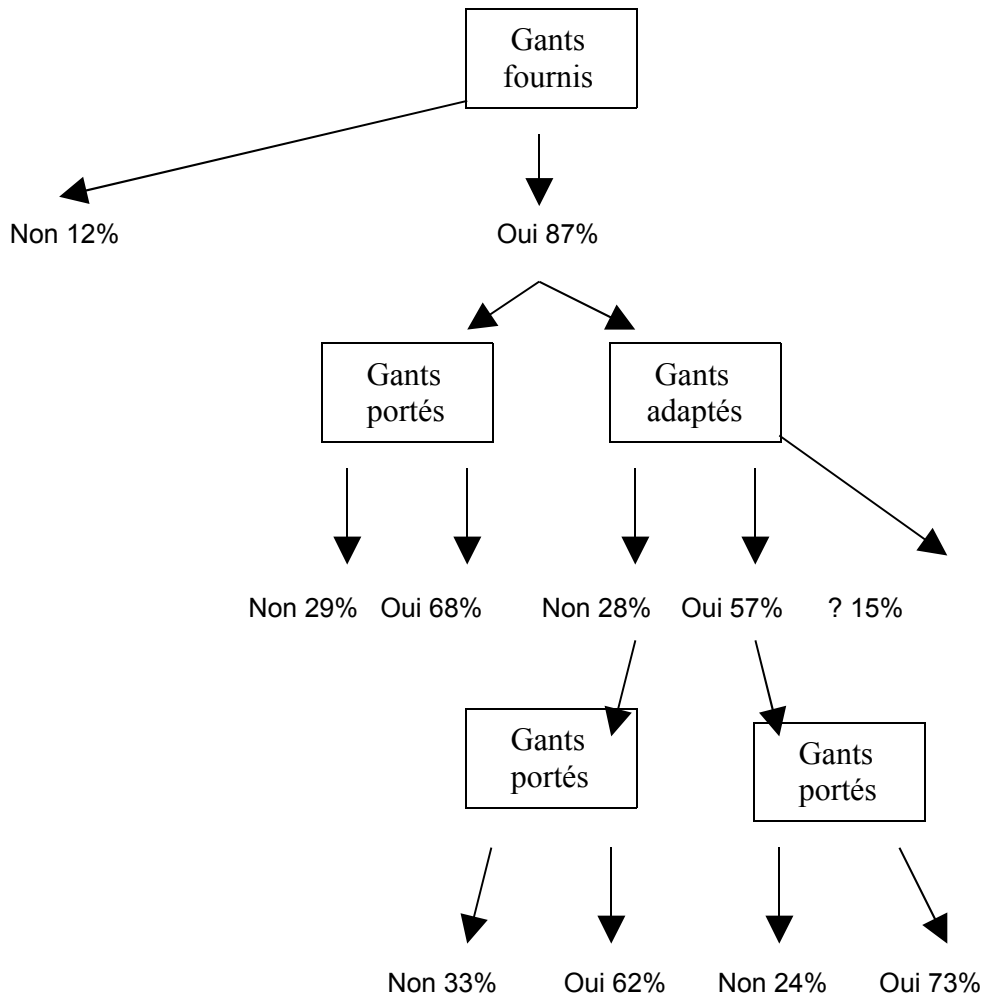 Gants
fournis
Non 12%
Oui 87%
Gants
portés
Gants
adaptés
Non 29%
Oui 68%
Non 28%
Oui 57%
? 15%
Gants
portés
Gants
portés
Non 33%
Oui 62%
Non 24%
Oui 73%